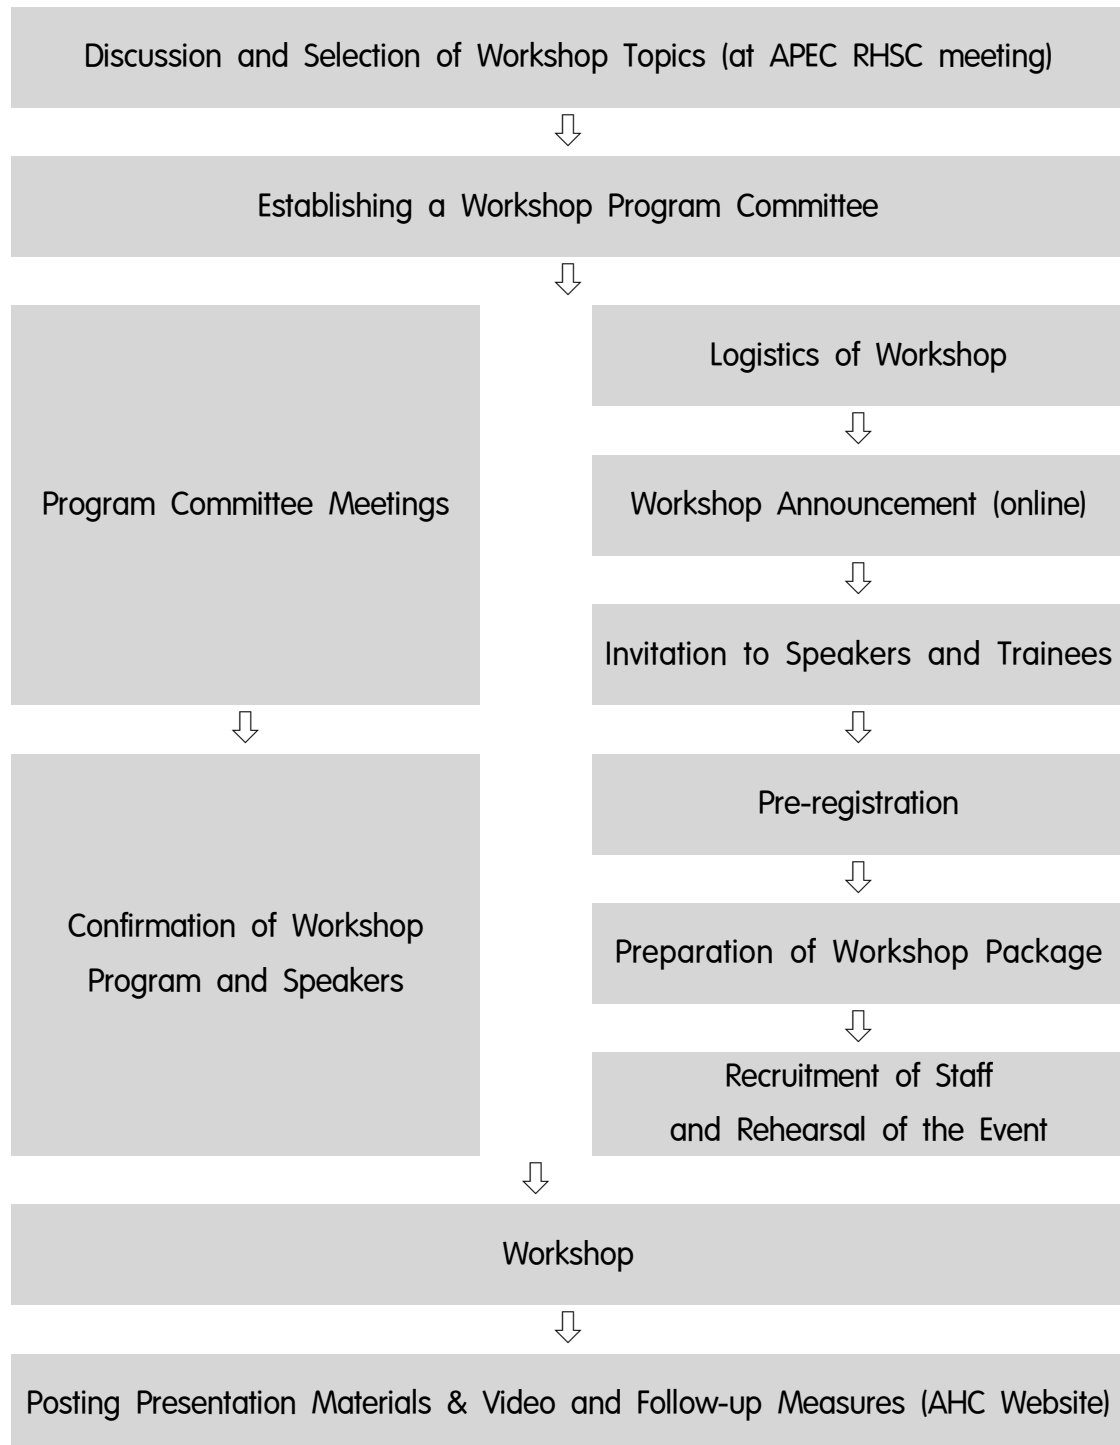 Discussion and Selection of Workshop Topics (at APEC RHSC meeting)
Establishing a Workshop Program Committee
Program Committee Meetings
Confirmation of Workshop
Program and Speakers
Logistics of Workshop
Workshop Announcement (online)
Invitation to Speakers and Trainees
Pre-registration
Preparation of Workshop Package
Recruitment of Staff
and Rehearsal of the Event
Workshop
Posting Presentation Materials & Video and Follow-up Measures (AHC Website)